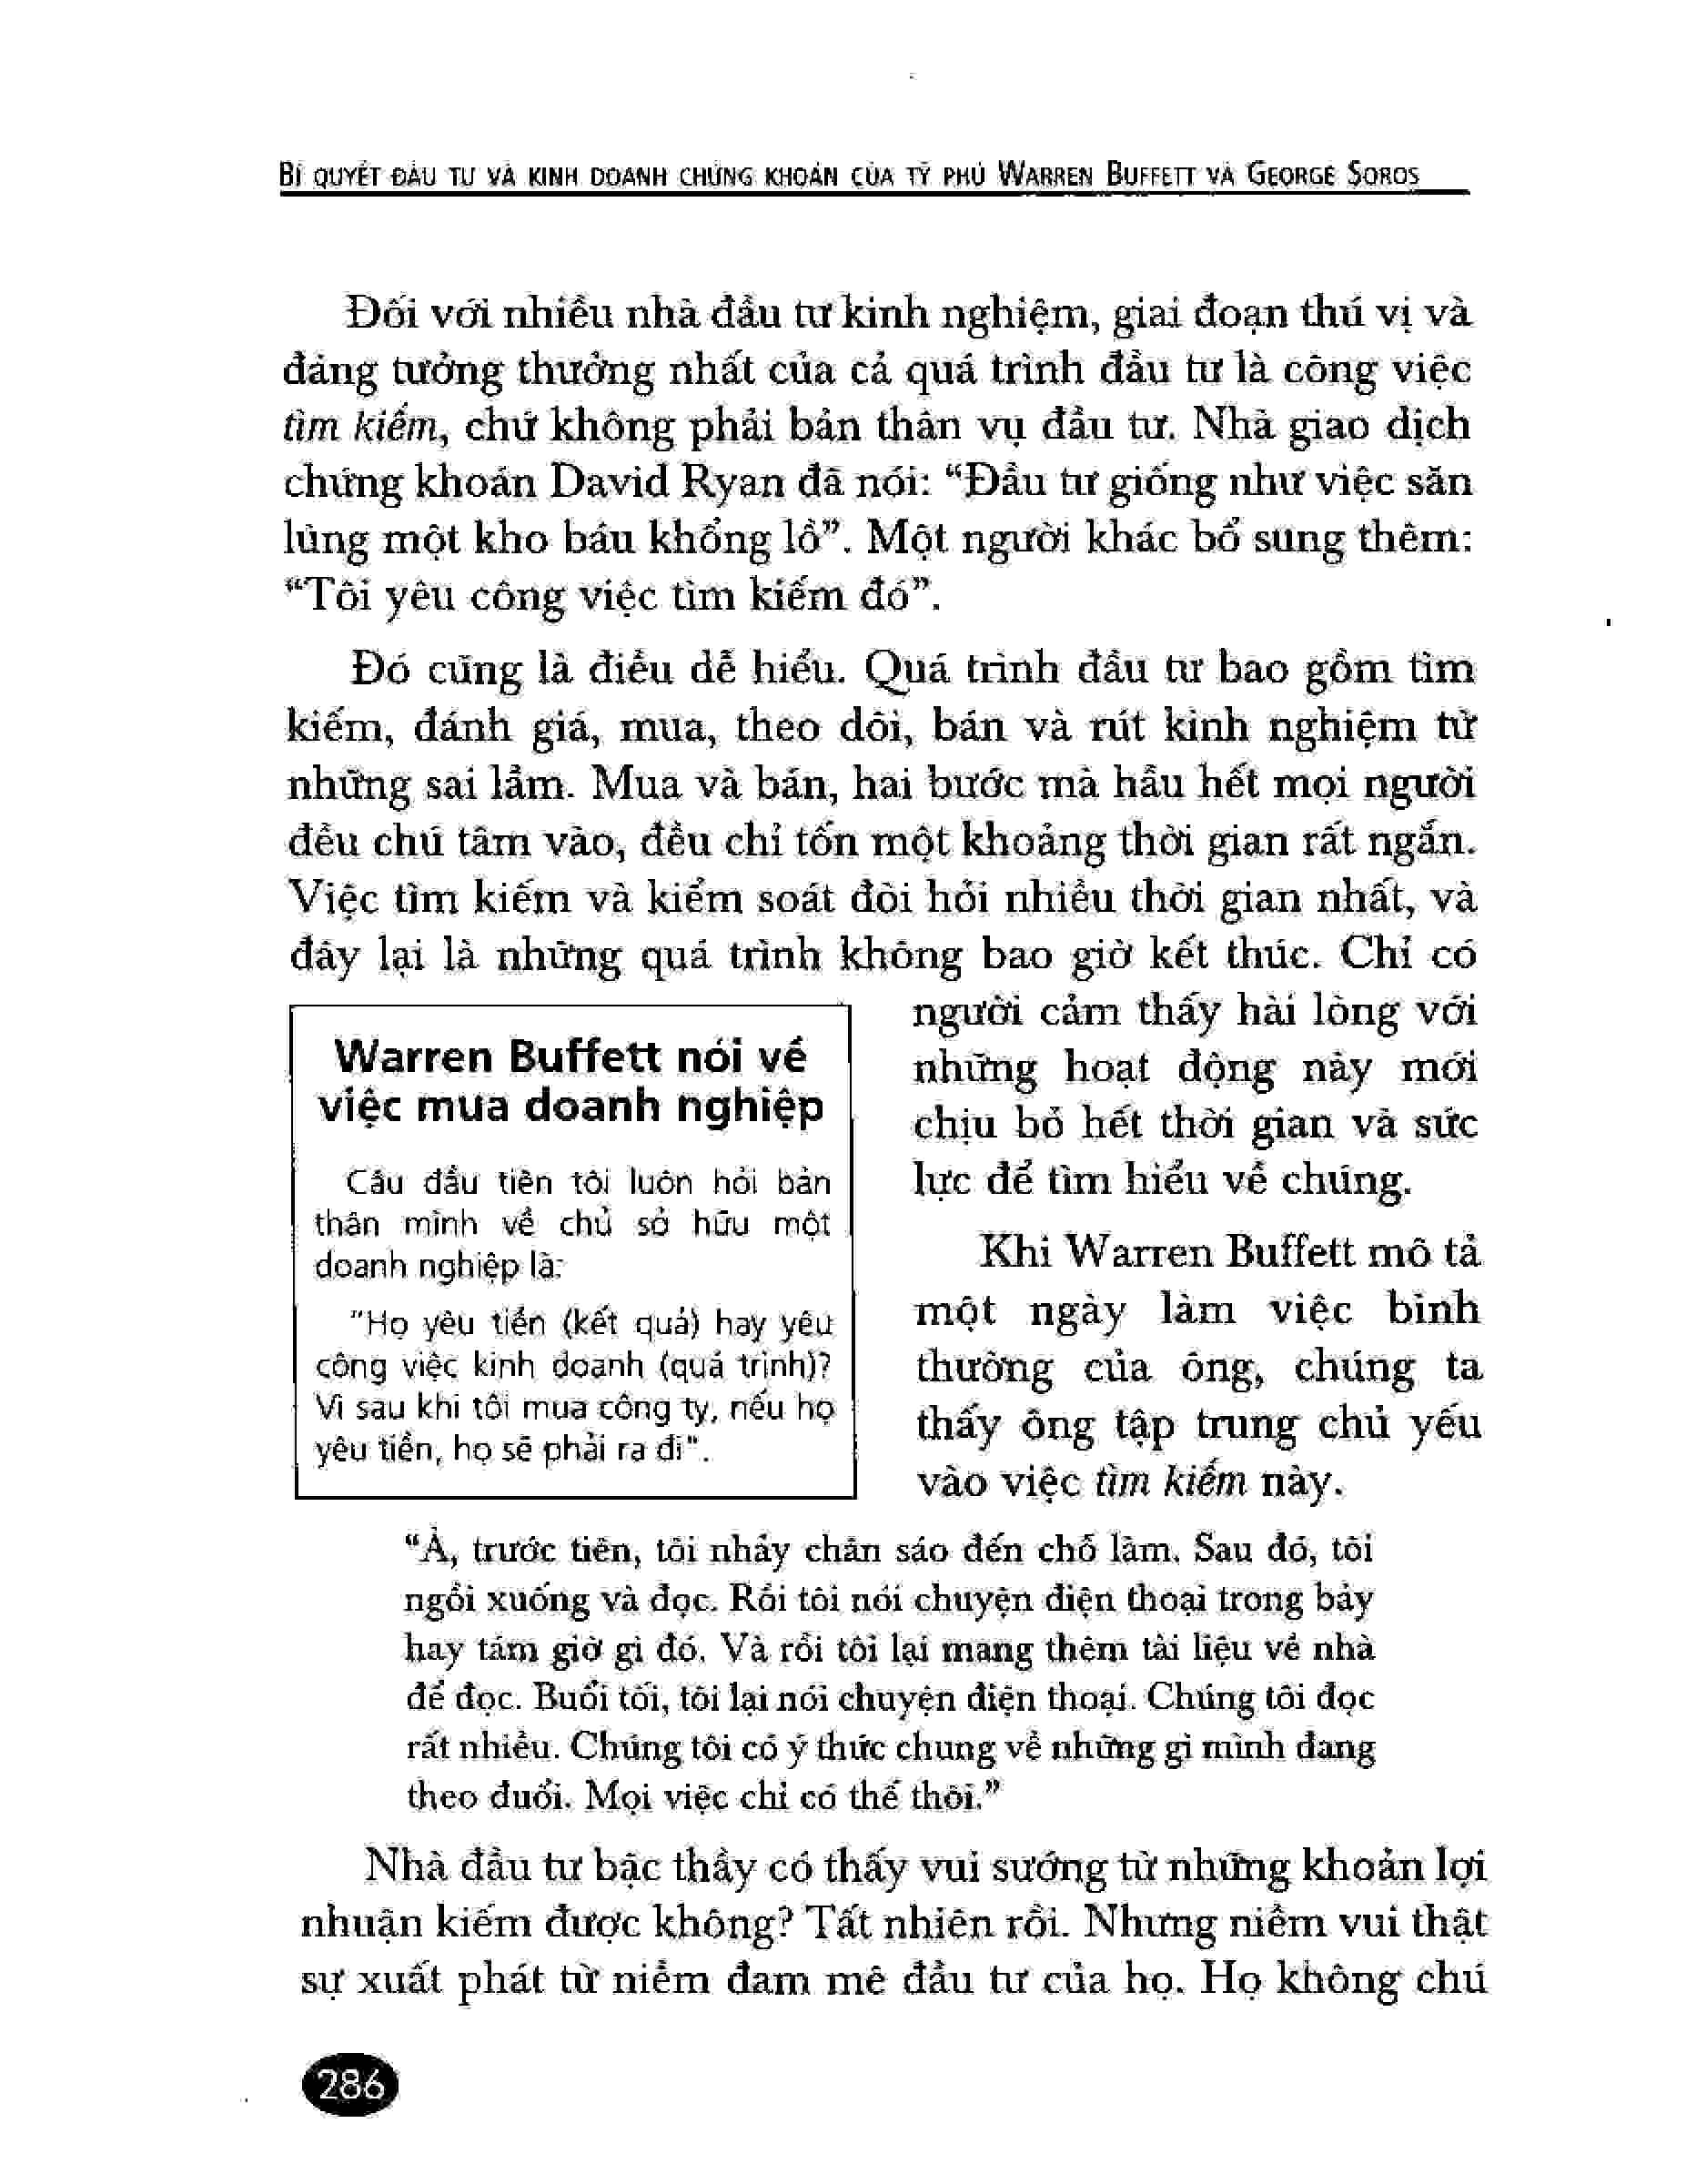 Bí quyết đầu tư và kinh doanh chứng khoán của tỷ phú Warren Buffett và George Soros
Đối với nhiều nhà đầu tư kinh nghiệm, giai đoạn thú vị và
đáng tưởng thưởng nhất của cả quá trình đầu tư là công việc
tìm kiếm, chứ không phải bản thân vụ đầu tư. Nhà giao dịch
chứng khoán David Ryan đã nói: “Đầu tư giống như việc săn
lùng một kho báu khổng lồ”. Một người khác bổ sung thêm:
“Tôi yêu công việc tìm kiếm đó”.
Đó cũng là điều dễ hiểu. Quá trình đầu tư bao gồm tìm
kiếm, đánh giá, mua, theo dõi, bán và rút kinh nghiệm từ
những sai lầm. Mua và bán, hai bước mà hầu hết mọi người
đều chú tâm vào, đều chỉ tốn một khoảng thời gian rất ngắn.
Việc tìm kiếm và kiểm soát đòi hỏi nhiều thời gian nhất, và
đây lại là những quá trình không bao giờ kết thúc. Chỉ có
người cảm thấy hài lòng với
những hoạt động này mới
chịu bỏ hết thời gian và sức
lực để tìm hiểu về chúng.
Khi Warren Buffett mô tả
một ngày làm việc bình
thường của ông, chúng ta
thấy ông tập trung chủ yếu
vào việc tìm kiếm này.
Warren Buffett nói về
việc mua doanh nghiệp
Câu đầu tiên tôi luôn hỏi bản
thân mình về chủ sở hữu một
doanh nghiệp là:
"Họ yêu tiền (kết quả) hay yêu
công việc kinh doanh (quá trình)?
Vì sau khi tôi mua công ty, nếu họ
yêu tiền, họ sẽ phải ra đi".
“À, trước tiên, tôi nhảy chân sáo đến chỗ làm. Sau đó, tôi
ngồi xuống và đọc. Rồi tôi nói chuyện điện thoại trong bảy
hay tám giờ gì đó. Và rồi tôi lại mang thêm tài liệu về nhà
để đọc. Buổi tối, tôi lại nói chuyện điện thoại. Chúng tôi đọc
rất nhiều. Chúng tôi có ý thức chung về những gì mình đang
theo đuổi. Mọi việc chỉ có thế thôi.”
Nhà đầu tư bậc thầy có thấy vui sướng từ những khoản lợi
nhuận kiếm được không? Tất nhiên rồi. Nhưng niềm vui thật
sự xuất phát từ niềm đam mê đầu tư của họ. Họ không chú
286